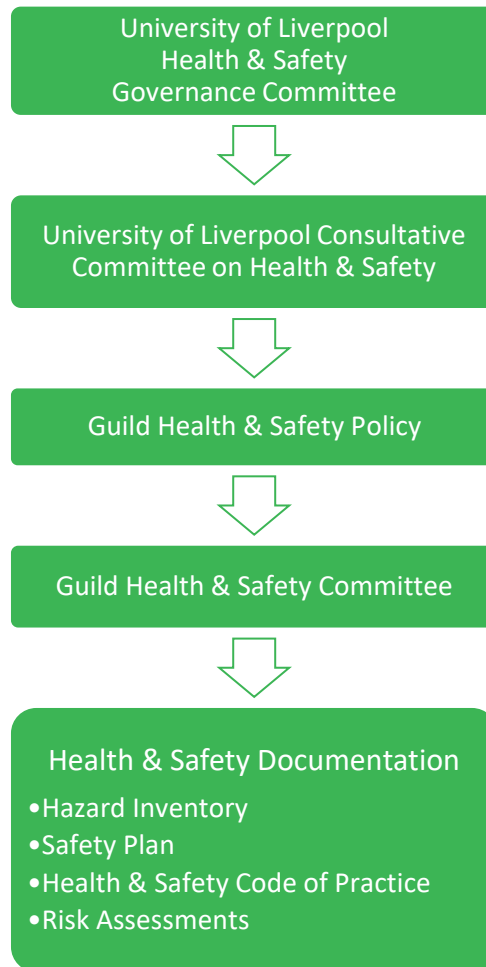 University of Liverpool
Health & Safety
Governance Committee
University of Liverpool Consultative
Committee on Health & Safety
Guild Health & Safety Policy
Guild Health & Safety Committee
Health & Safety Documentation
•Hazard Inventory
•Safety Plan
•Health & Safety Code of Practice
•Risk Assessments